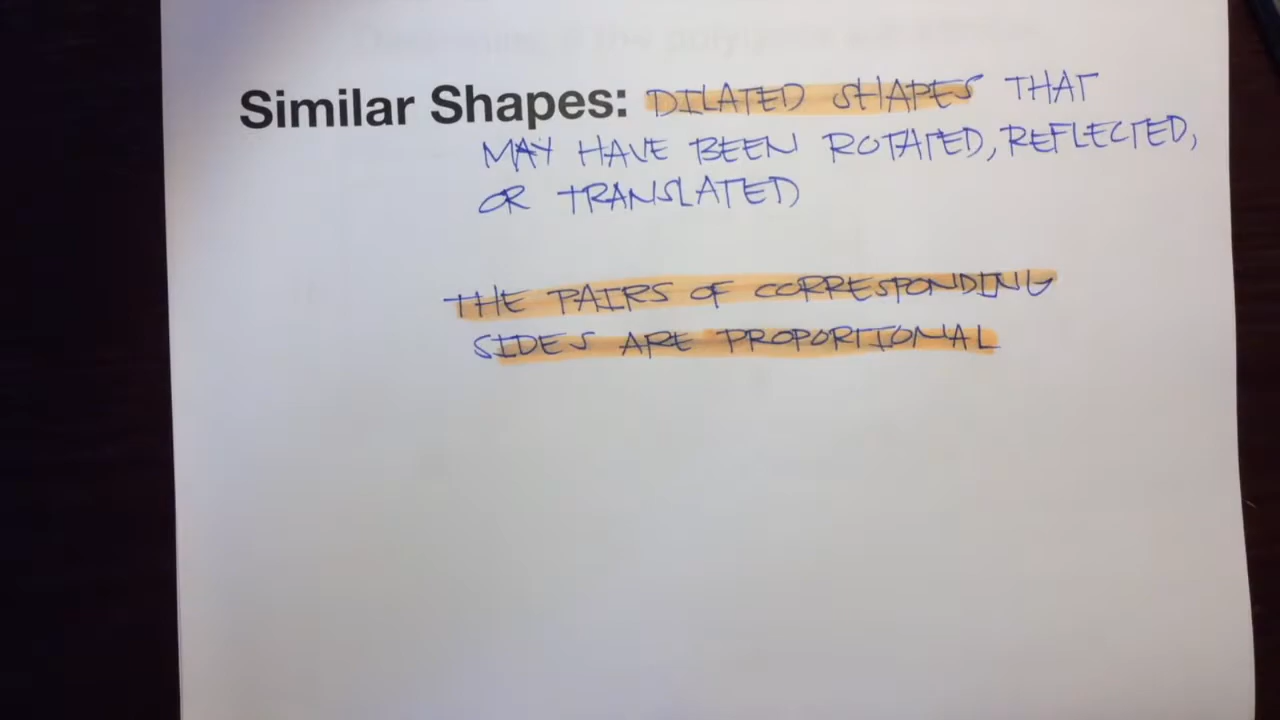 Similar Shapes: DILATED SHAPES THAT
MAY HAVE BEEN ROTATED, REFLECTED,
OR TRANSLATED
THE PAIRS OF CORRESPONDING
SIDES ARE PROPORTIONAL